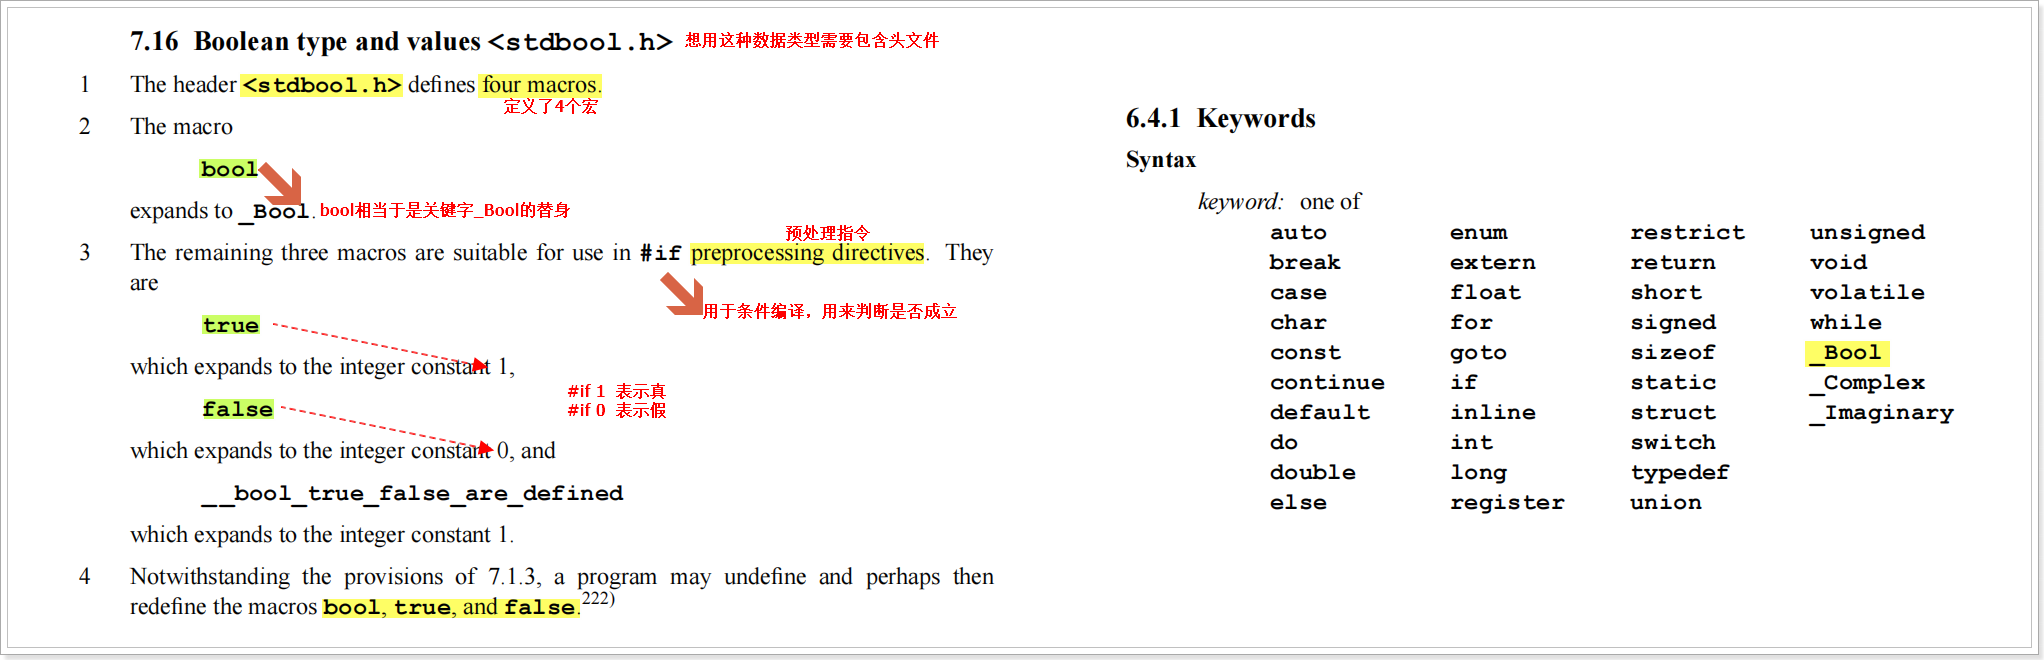 7.16 Boolean type and values <stdbool.h> 想用这种数据类型需要包含头文件
1 The header <stdbool.h> defines four macros.
定义了4个宏
2 The macro
bool
expands to _Bool. bool相当于是关键字_Bool的替身
预处理指令
3 The remaining three macros are suitable for use in #if preprocessing directives. They
are
用于条件编译，用来判断是否成立
true
which expands to the integer constant 1,
#if 1 表示真
#if 0 表示假
false
which expands to the integer constant 0, and
__bool_true_false_are_defined
which expands to the integer constant 1.
4 Notwithstanding the provisions of 7.1.3, a program may undefine and perhaps then
redefine the macros bool, true, and false.222)
6.4.1 Keywords
Syntax
keyword: one of
auto enum restrict unsigned
break extern return void
case float short volatile
char for signed while
const goto sizeof _Bool
continue if static _Complex
default inline struct _Imaginary
do int switch
double long typedef
else register union